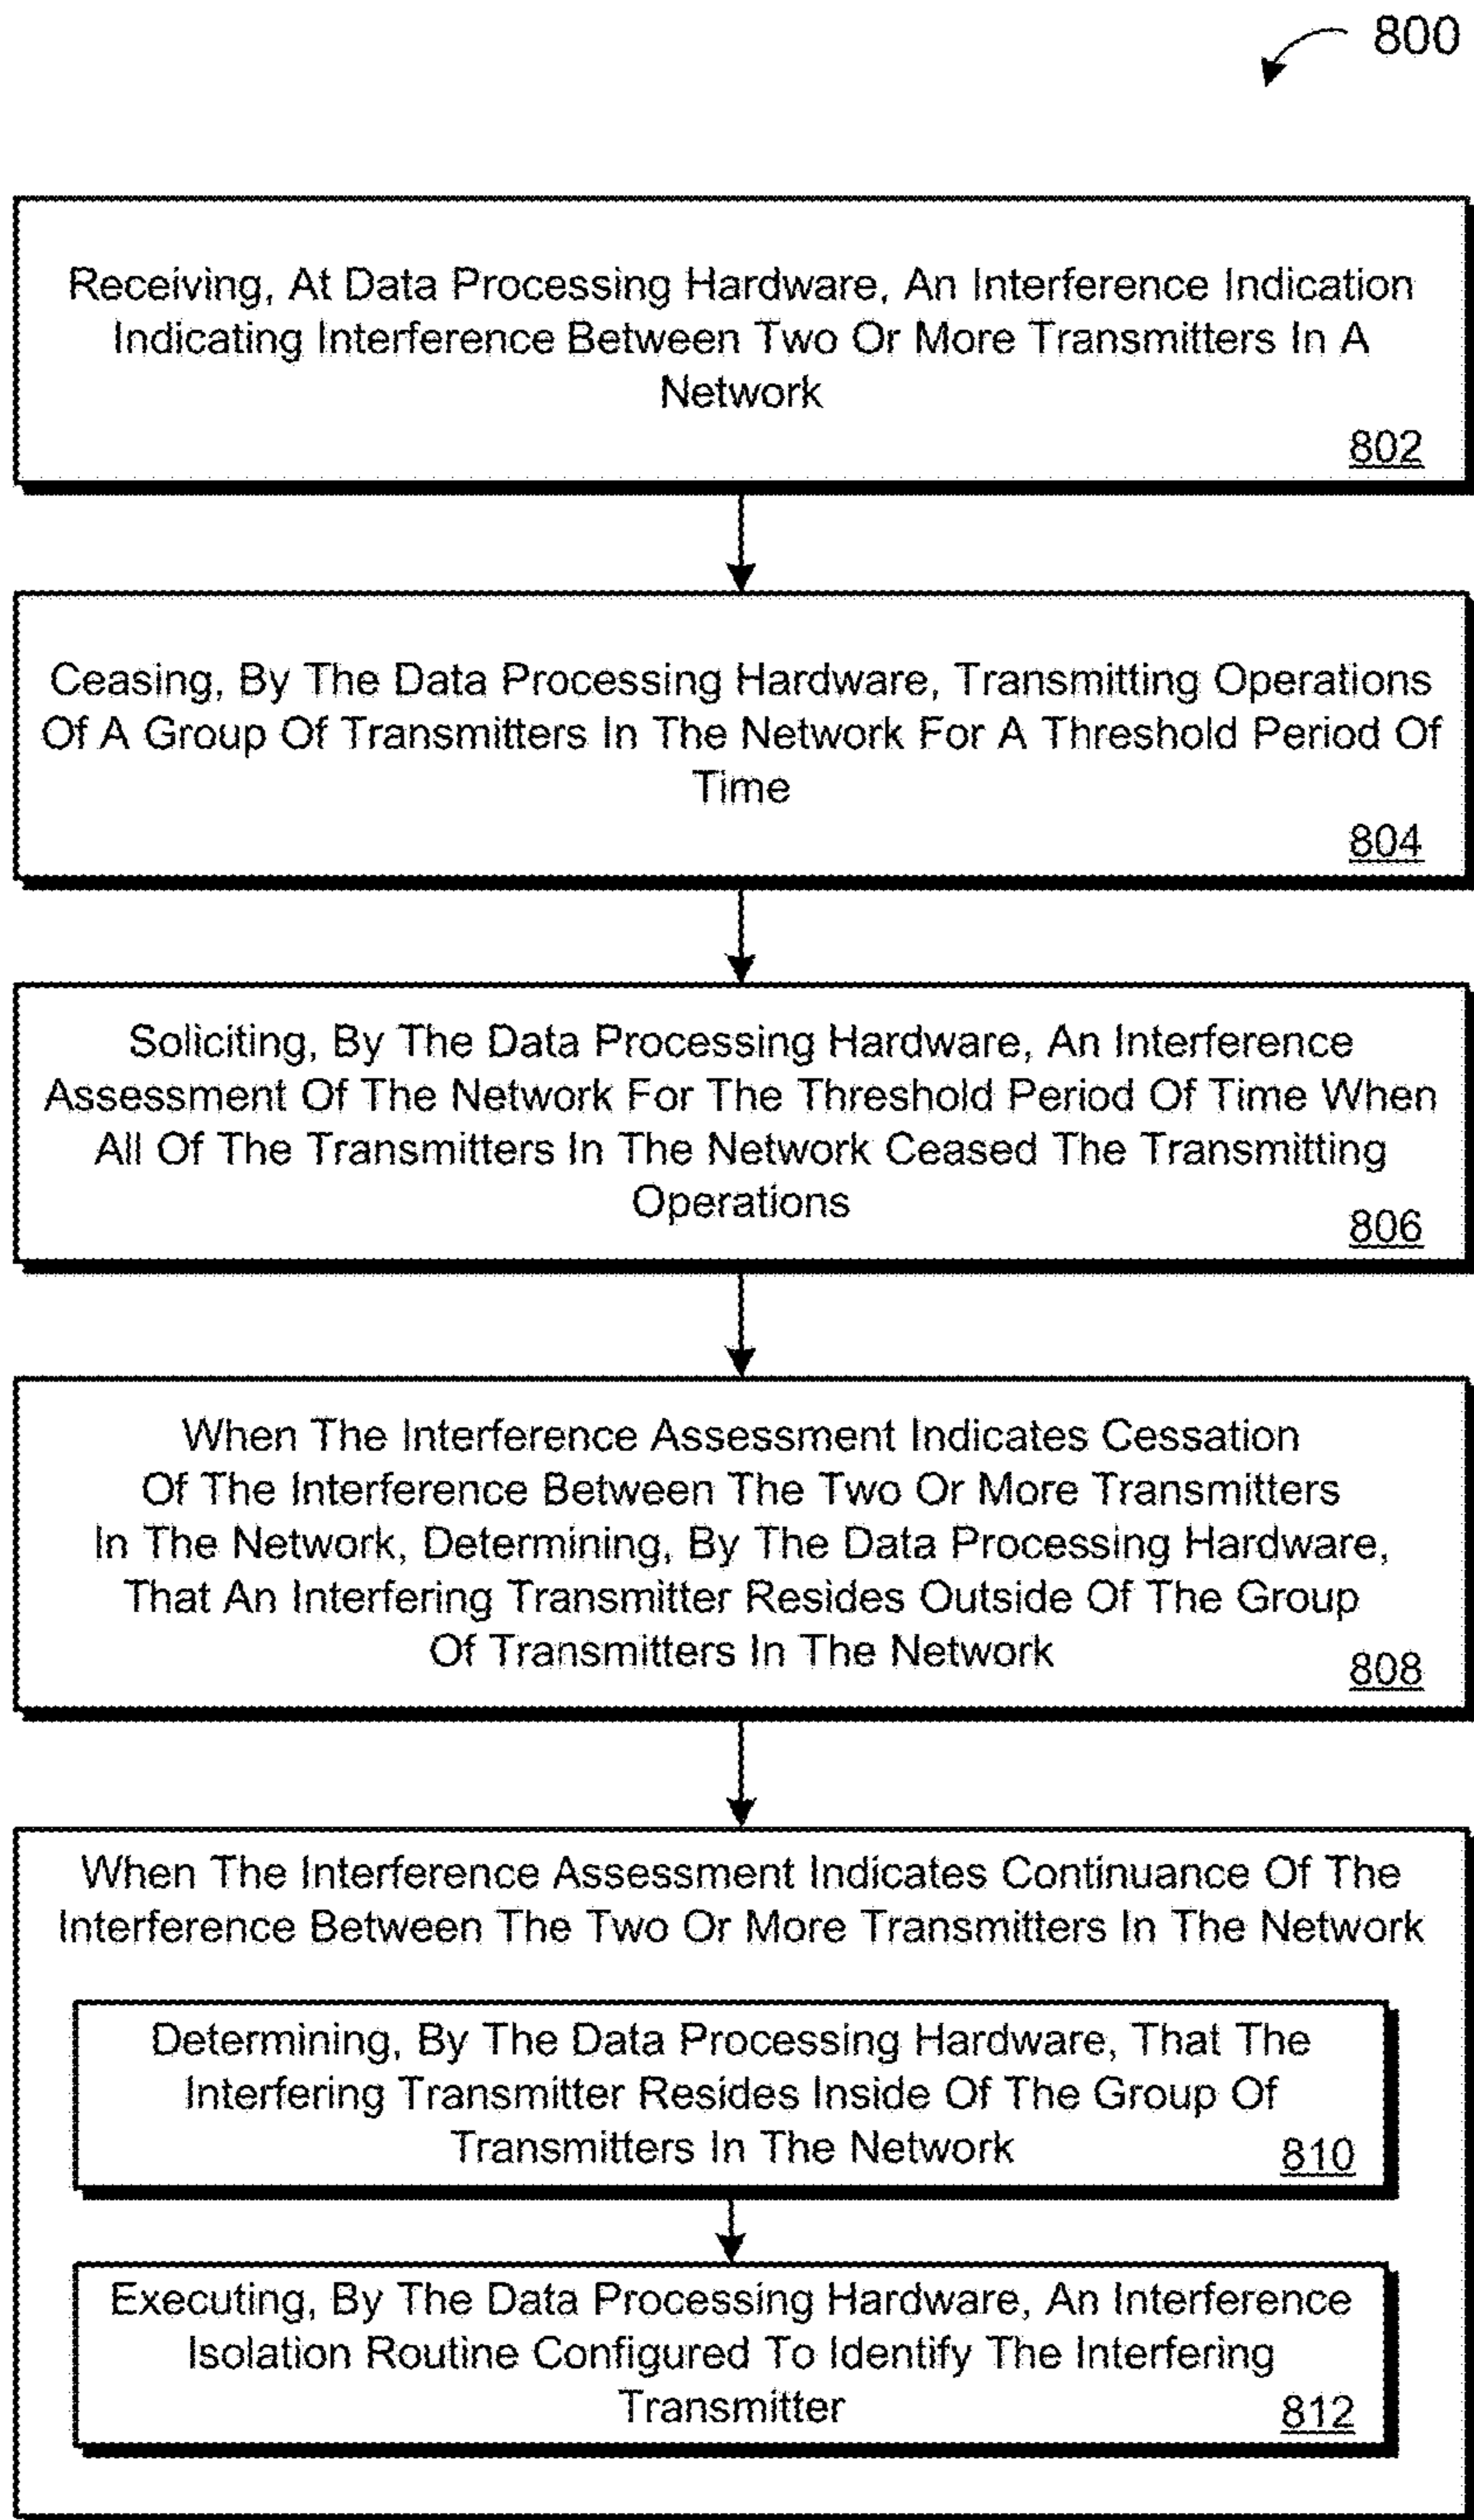 800
Receiving, At Data Processing Hardware, An Interference Indication
Indicating Interference Between Two Or More Transmitters In A
Network
802
Ceasing, By The Data Processing Hardware, Transmitting Operations
Of A Group Of Transmitters In The Network For A Threshold Period Of
Time
804
Soliciting, By The Data Processing Hardware, An Interference
Assessment Of The Network For The Threshold Period Of Time When
All Of The Transmitters In The Network Ceased The Transmitting
Operations
806
When The Interference Assessment Indicates Cessation
Of The Interference Between The Two Or More Transmitters
In The Network, Determining, By The Data Processing Hardware,
That An Interfering Transmitter Resides Outside Of The Group
Of Transmitters In The Network
808
When The Interference Assessment Indicates Continuance Of The
Interference Between The Two Or More Transmitters In The Network
Determining, By The Data Processing Hardware, That The
Interfering Transmitter Resides Inside Of The Group Of
Transmitters In The Network
810
Executing, By The Data Processing Hardware, An Interference
Isolation Routine Configured To Identify The Interfering
Transmitter
812